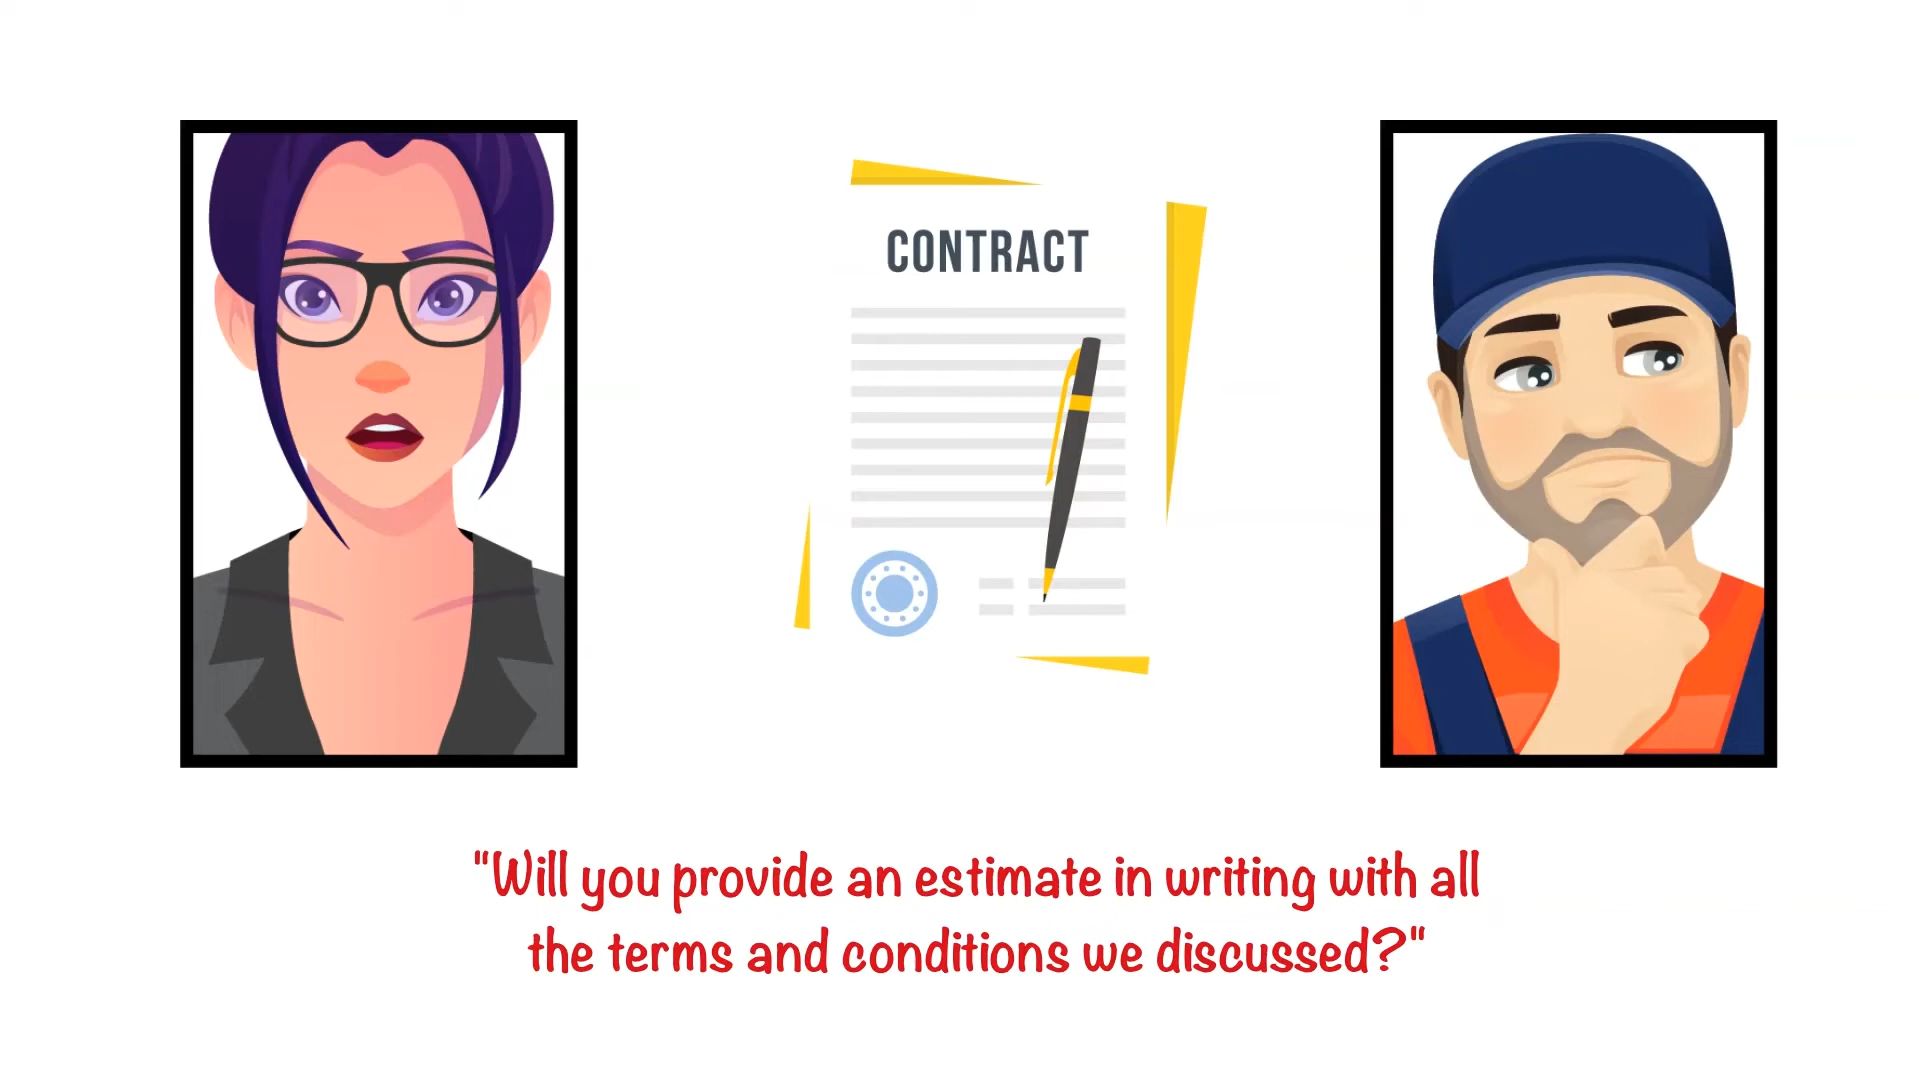 CONTRACT
"Will you provide an estimate in writing with all
the terms and conditions we discussed?"